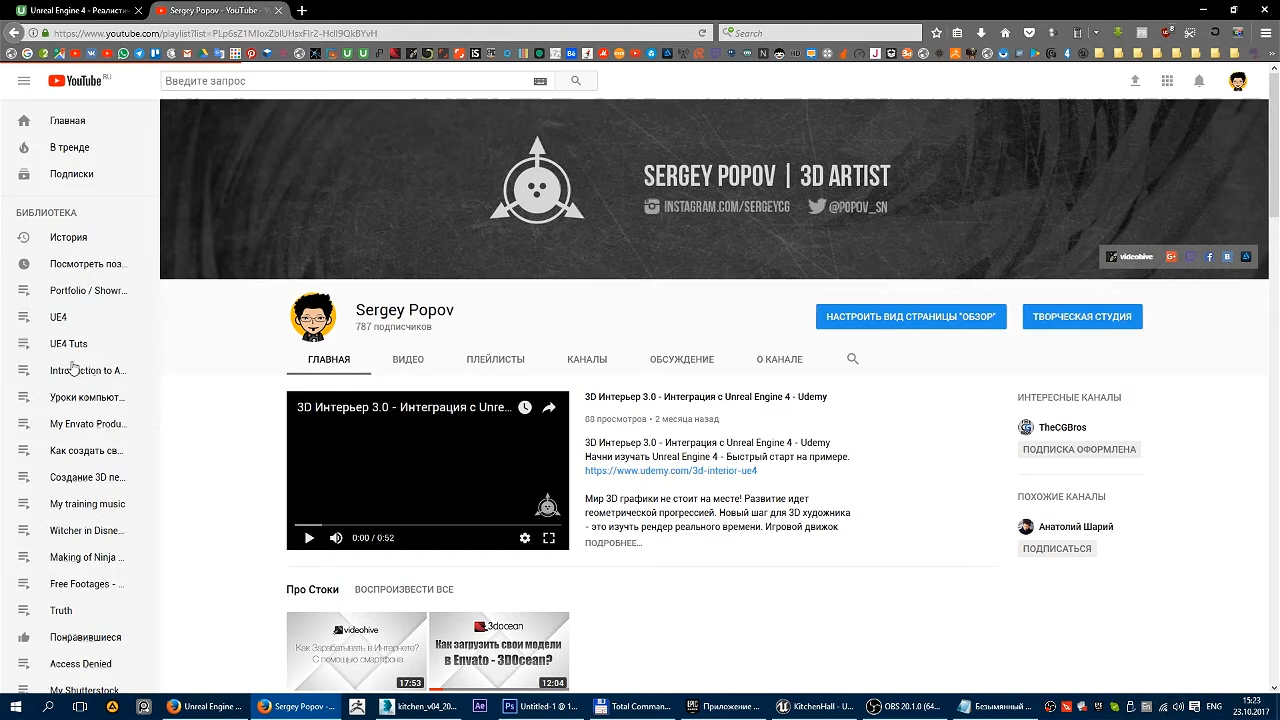 Unreal Engine 4 - Реалисти
Sergey Popov - YouTube
https://www.youtube.com/playlist?list=
Search
YouTube RU
Введите запрос
Главная
В тренде
Подписки
БИБЛИОТЕКА
История
Посмотреть поз...
Portfolio / Showr...
UE4
UE4 Tuts
Introduction to A...
Уроки компьют...
My Envato Produ...
Как создать св...
Создание 3D пе...
My training music
Witcher in Disne...
Making of Ninja ...
Free Footages - ...
Truth
Понравившиеся
Access Denied
My Shutterstock
SERGEY POPOV | 3D ARTIST
INSTAGRAM.COM/SERGEYCG @POPOV_SN
videohive
Sergey Popov
787 подписчиков
НАСТРОИТЬ ВИД СТРАНИЦЫ "ОБЗОР"
ТВОРЧЕСКАЯ СТУДИЯ
ГЛАВНАЯ ВИДЕО ПЛЕЙЛИСТЫ КАНАЛЫ ОБСУЖДЕНИЕ О КАНАЛЕ
3D Интерьер 3.0 - Интеграция с Unre...
0:00 / 0:52
3D Интерьер 3.0 - Интеграция с Unreal Engine 4 - Udemy
88 просмотров • 2 месяца назад
3D Интерьер 3.0 - Интеграция с Unreal Engine 4 - Udemy
Начни изучать Unreal Engine 4 - Быстрый старт на примере.
https://www.udemy.com/3d-interior-ue4
Мир 3D графики не стоит на месте! Развитие идет
геометрической прогрессией. Новый шаг для 3D художника
- это изучть рендер реального времени. Игровой движок
ПОДРОБНЕЕ...
ИНТЕРЕСНЫЕ КАНАЛЫ
TheCGBros
ПОДПИСКА ОФОРМЛЕНА
ПОХОЖИЕ КАНАЛЫ
Анатолий Шарий
ПОДПИСАТЬСЯ
Про Стоки ВОСПРОИЗВЕСТИ ВСЕ
videohive
Как Зарабатывать в Интернете?
С помощью смартфона
17:53
3docean
Как загрузить свои модели
в Envato - 3DOcean?
12:04
Unreal Engine ...
Sergey Popov - ...
kitchen_v04_20...
Untitled-1 @ 1...
Total Comman...
Приложение ...
KitchenHall - U...
OBS 20.1.0 (64...
Безымянный ...
ENG
15:23
23.10.2017